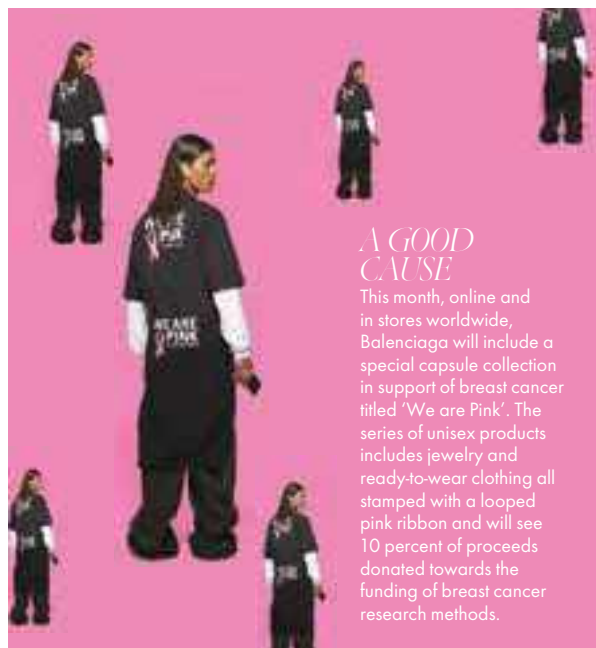 WE ARE
PINK
A GOOD
CAUSE
This month, online and
in stores worldwide,
Balenciaga will include a
special capsule collection
in support of breast cancer
titled ‘We are Pink’. The
series of unisex products
includes jewelry and
ready-to-wear clothing all
stamped with a looped
pink ribbon and will see
10 percent of proceeds
donated towards the
funding of breast cancer
research methods.